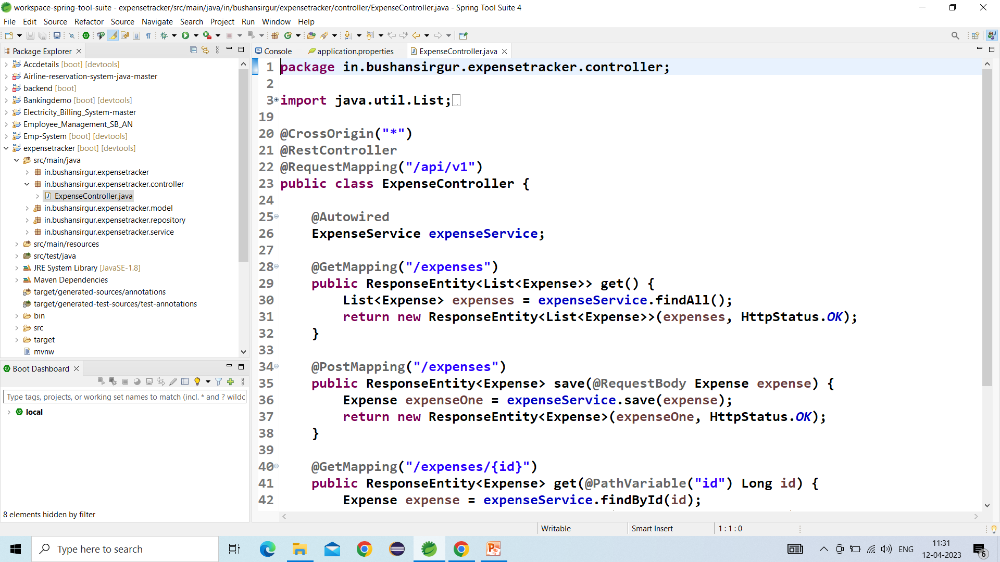 workspace-spring-tool-suite - expensetracker/src/main/java/in/bushansirgur/expensetracker/controller/ExpenseController.java - Spring Tool Suite 4
File Edit Source Refactor Source Navigate Search Project Run Window Help
Package Explorer
Accdetails [boot] [devtools]
Airline-reservation-system-java-master
backend [boot]
Bankingdemo [boot] [devtools]
Electricity_Billing_System-master
Employee_Management_SB_AN
Emp-System [boot] [devtools]
expensetracker [boot] [devtools]
src/main/java
in.bushansirgur.expensetracker
in.bushansirgur.expensetracker.controller
ExpenseController.java
in.bushansirgur.expensetracker.model
in.bushansirgur.expensetracker.repository
in.bushansirgur.expensetracker.service
src/main/resources
src/test/java
JRE System Library [JavaSE-1.8]
Maven Dependencies
target/generated-sources/annotations
target/generated-test-sources/test-annotations
bin
src
target
mvnw
Boot Dashboard
Type tags, projects, or working set names to match (incl. * and ? wildc
local
8 elements hidden by filter
Console application.properties ExpenseController.java
1 package in.bushansirgur.expensetracker.controller;
2
3 import java.util.List;
19
20 @CrossOrigin("*")
21 @RestController
22 @RequestMapping("/api/v1")
23 public class ExpenseController {
24
25 @Autowired
26 ExpenseService expenseService;
27
28 @GetMapping("/expenses")
29 public ResponseEntity<List<Expense>> get() {
30 List<Expense> expenses = expenseService.findAll();
31 return new ResponseEntity<List<Expense>>(expenses, HttpStatus.OK);
32 }
33
34 @PostMapping("/expenses")
35 public ResponseEntity<Expense> save(@RequestBody Expense expense) {
36 Expense expenseOne = expenseService.save(expense);
37 return new ResponseEntity<Expense>(expenseOne, HttpStatus.OK);
38 }
39
40 @GetMapping("/expenses/{id}")
41 public ResponseEntity<Expense> get(@PathVariable("id") Long id) {
42 Expense expense = expenseService.findById(id);
Writable Smart Insert 1 : 1 : 0
Type here to search
ENG
11:31
12-04-2023
6